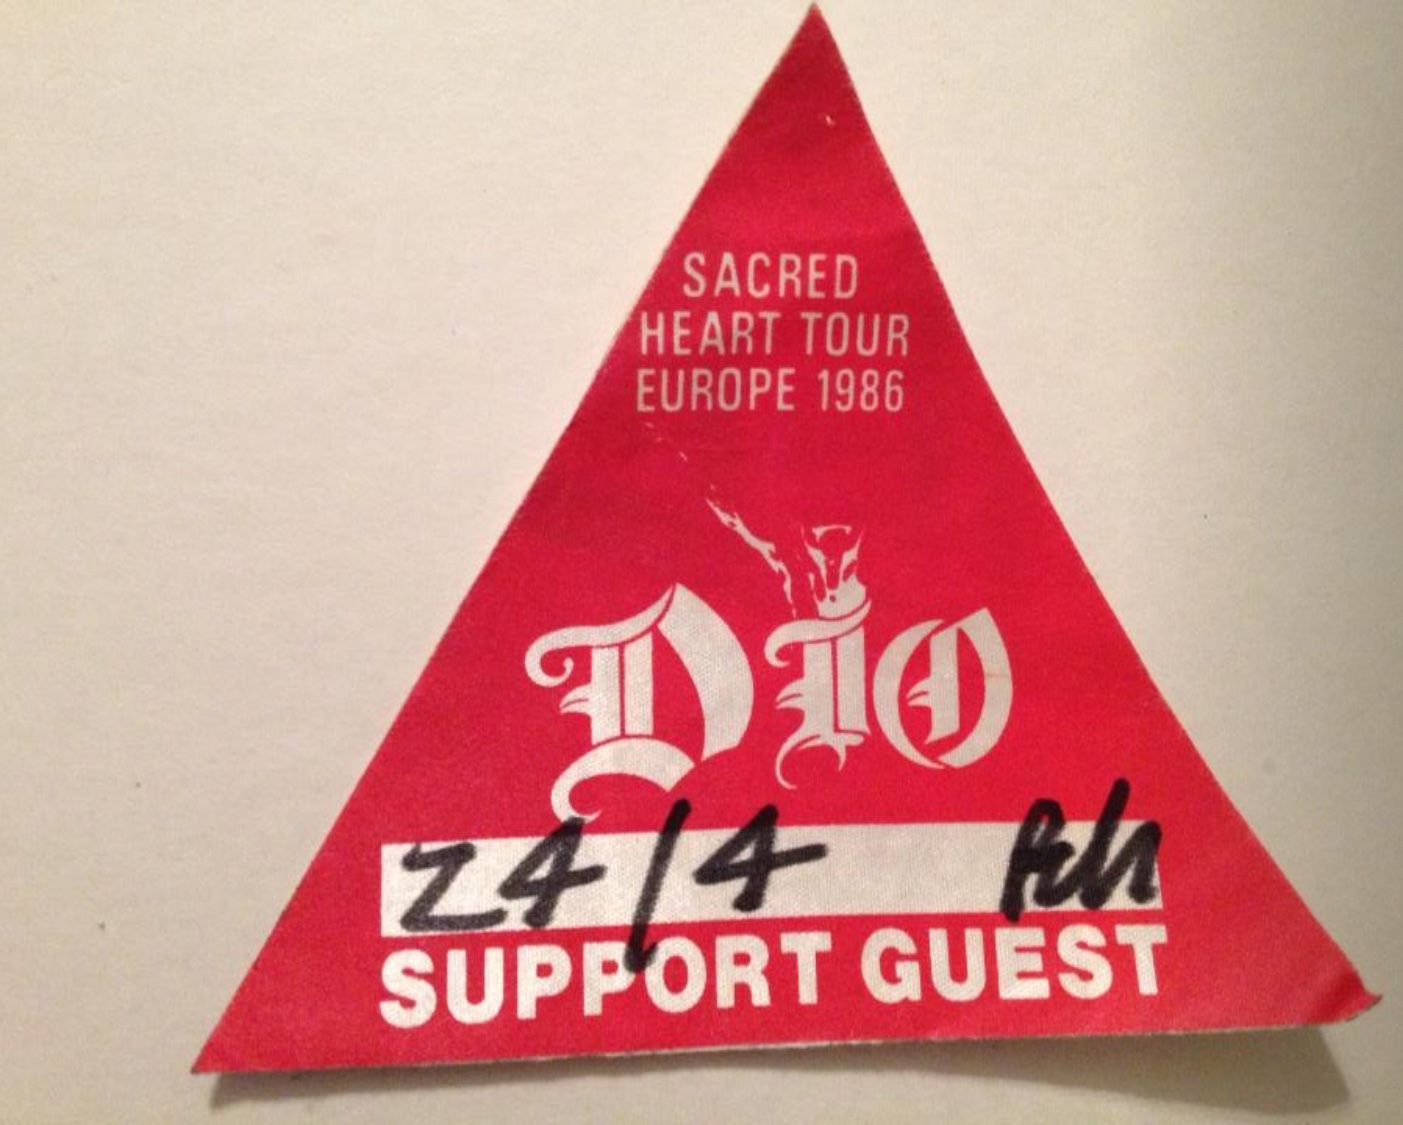 SACRED
HEART TOUR
EUROPE 1986
DIO
24/4
SUPPORT GUEST